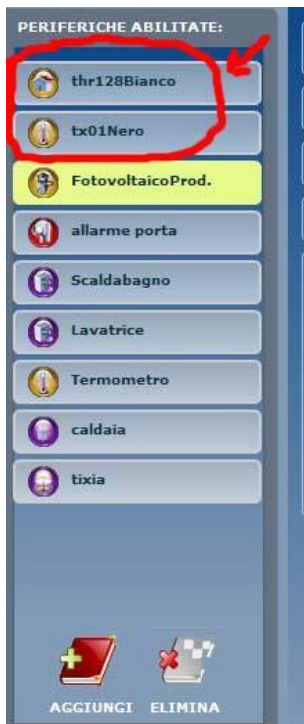 PERIFERICHE ABILITATE:
thr128Bianco
tx01Nero
FotovoltaicoProd.
allarme porta
Scaldabagno
Lavatrice
Termometro
caldaia
tixia
AGGIUNGI ELIMINA